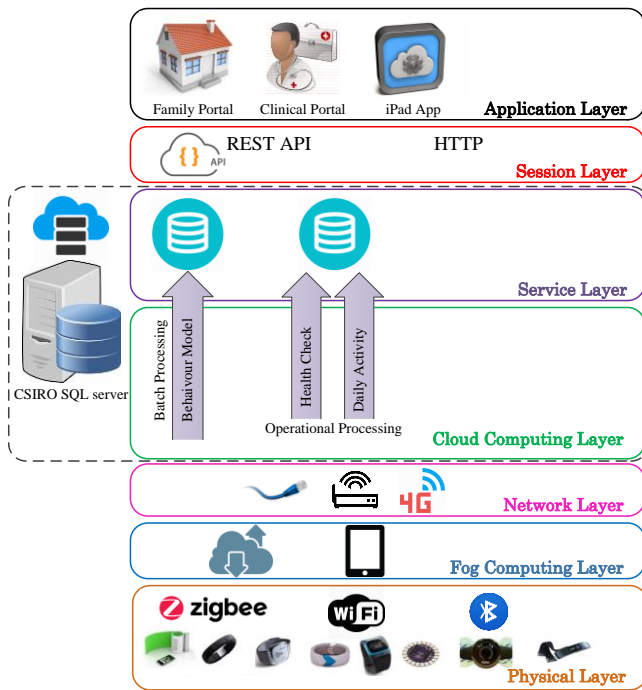 Family Portal
Clinical Portal
iPad App
Application Layer
{ } API
REST API
HTTP
Session Layer
Service Layer
CSIRO SQL server
Batch Processing
Behaivour Model
Health Check
Daily Activity
Operational Processing
Cloud Computing Layer
4G
Network Layer
Fog Computing Layer
zigbee
WiFi
Physical Layer